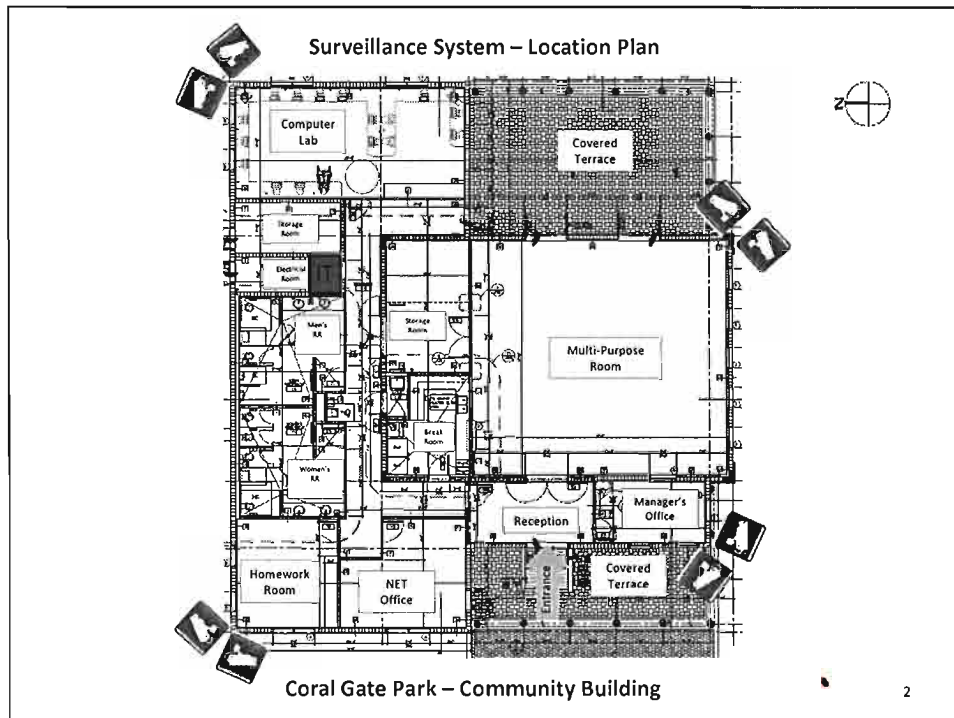 Surveillance System – Location Plan
Computer
Lab
Covered
Terrace
Storage
Room
Electrical
Room
IT
Men's
RR
Storage
Room
Multi-Purpose
Room
Break
Room
Women's
RR
Reception
Manager's
Office
Homework
Room
NET
Office
Entrance
Covered
Terrace
Coral Gate Park – Community Building
2